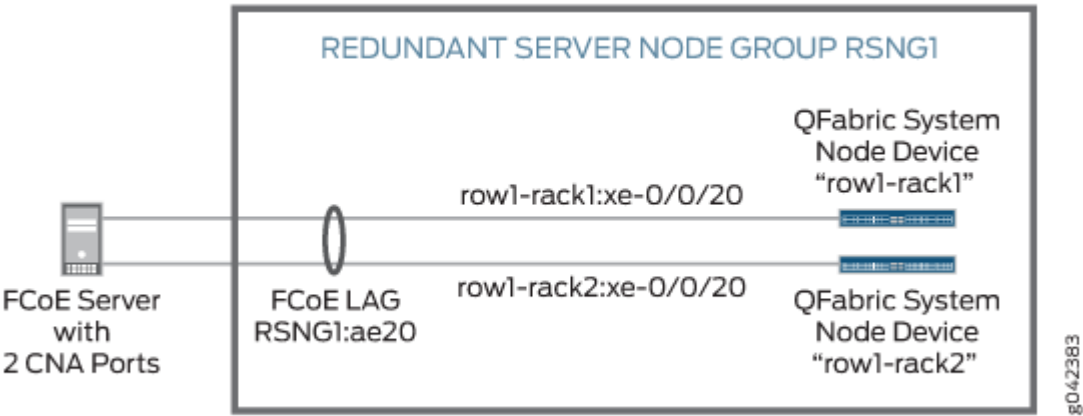 REDUNDANT SERVER NODE GROUP RSNG1
QFabric System
Node Device
“row1-rack1”
row1-rack1:xe-0/0/20
row1-rack2:xe-0/0/20
FCoE Server
with
2 CNA Ports
FCoE LAG
RSNG1:ae20
QFabric System
Node Device
“row1-rack2”
g042383